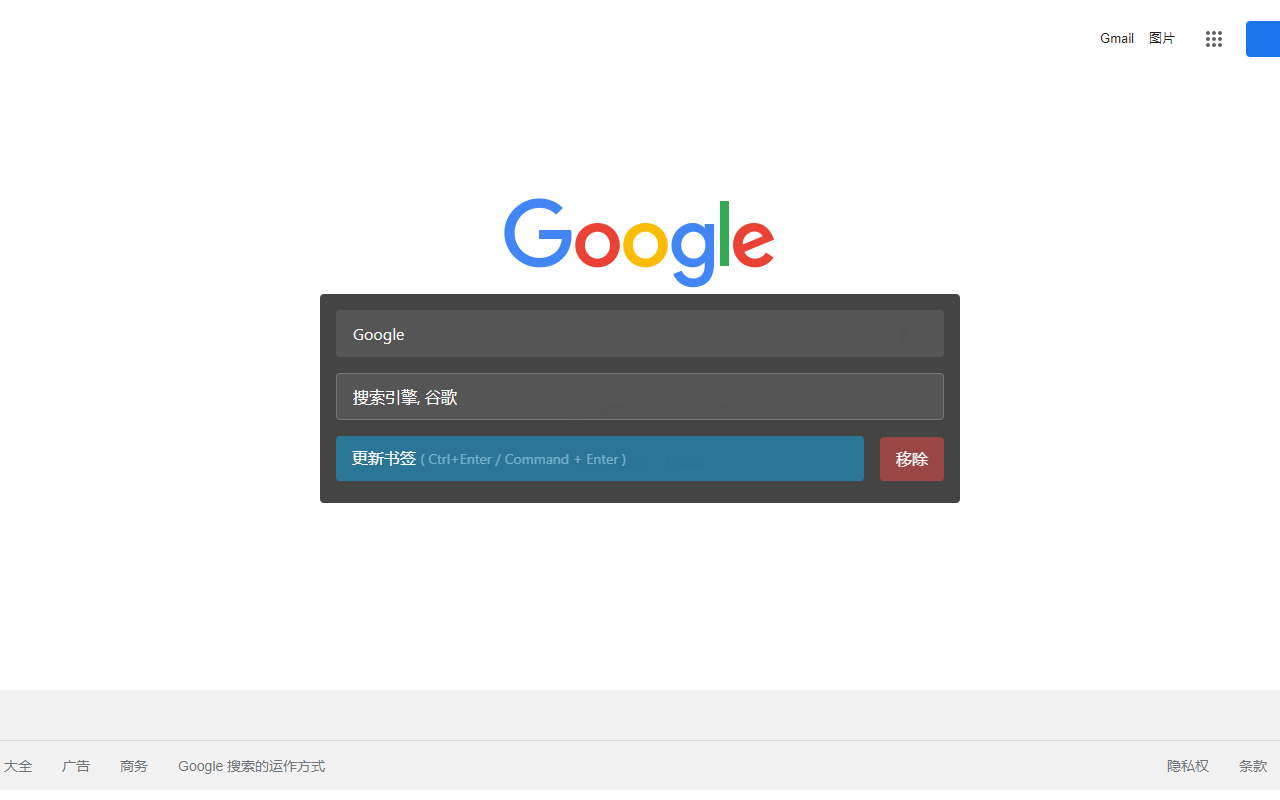 Gmail 图片
Google
Google
搜索引擎, 谷歌
更新书签 ( Ctrl+Enter / Command + Enter ) 移除
大全 广告 商务 Google 搜索的运作方式 隐私权 条款